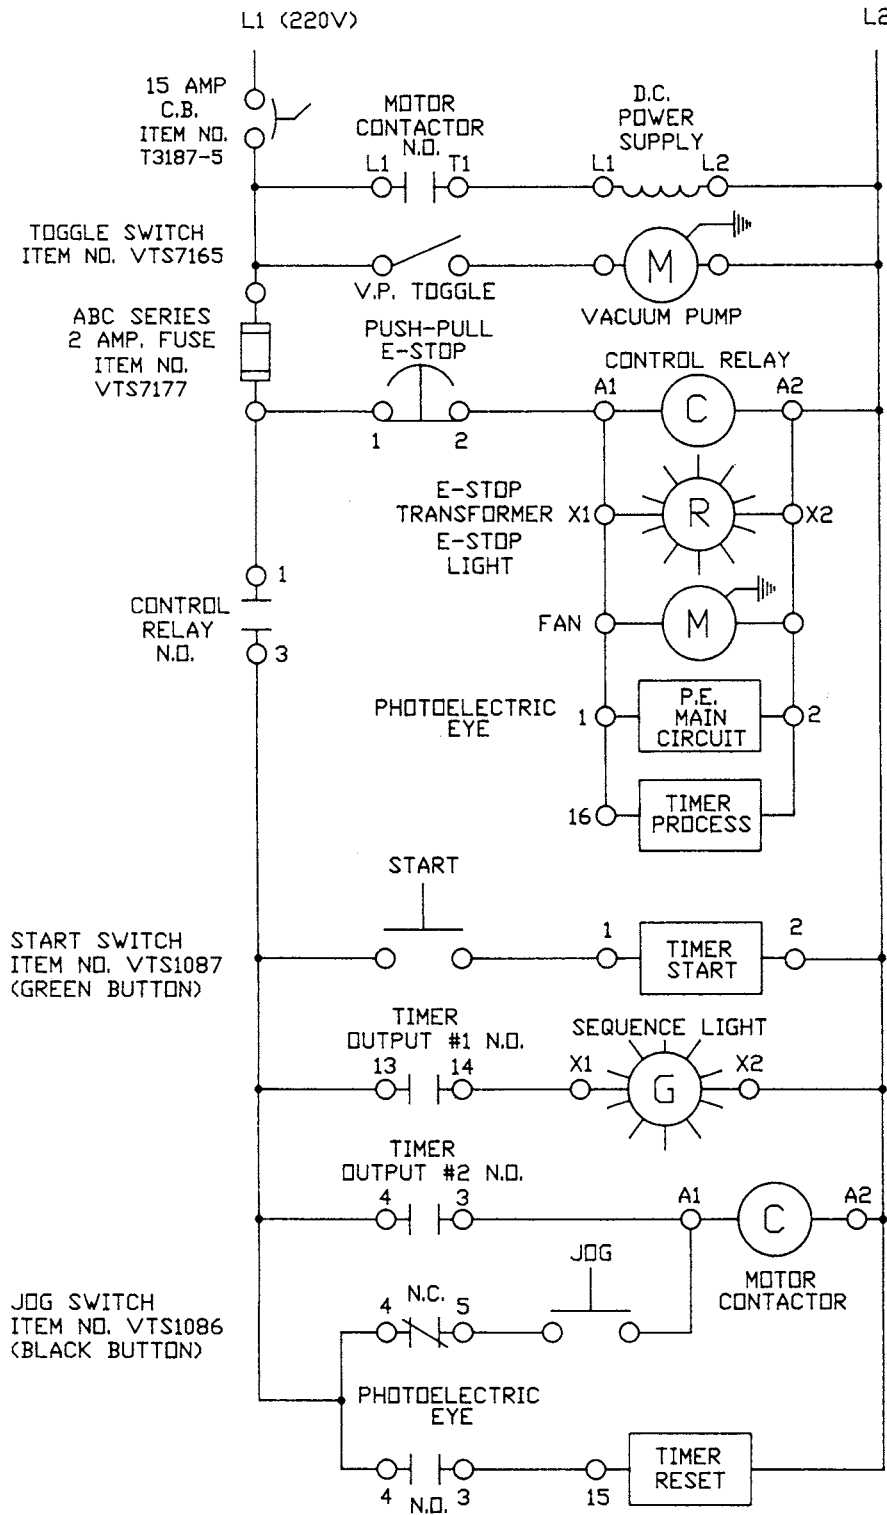 L1 (220V)
L2
15 AMP
C.B.
ITEM NO.
T3187-5
MOTOR
CONTACTOR
N.O.
L1
T1
D.C.
POWER
SUPPLY
L1
L2
TOGGLE SWITCH
ITEM NO. VTS7165
V.P. TOGGLE
M
VACUUM PUMP
ABC SERIES
2 AMP. FUSE
ITEM NO.
VTS7177
PUSH-PULL
E-STOP
1
2
CONTROL RELAY
A1
C
A2
E-STOP
TRANSFORMER
E-STOP
LIGHT
X1
R
X2
1
CONTROL
RELAY
N.O.
3
FAN
M
PHOTOELECTRIC
EYE
1
P.E.
MAIN
CIRCUIT
2
16
TIMER
PROCESS
START
START SWITCH
ITEM NO. VTS1087
(GREEN BUTTON)
1
TIMER
START
2
TIMER
OUTPUT #1 N.O.
13
14
SEQUENCE LIGHT
X1
G
X2
TIMER
OUTPUT #2 N.O.
4
3
A1
C
A2
MOTOR
CONTACTOR
JOG
JOG SWITCH
ITEM NO. VTS1086
(BLACK BUTTON)
N.C.
4
5
PHOTOELECTRIC
EYE
4
N.O.
3
15
TIMER
RESET